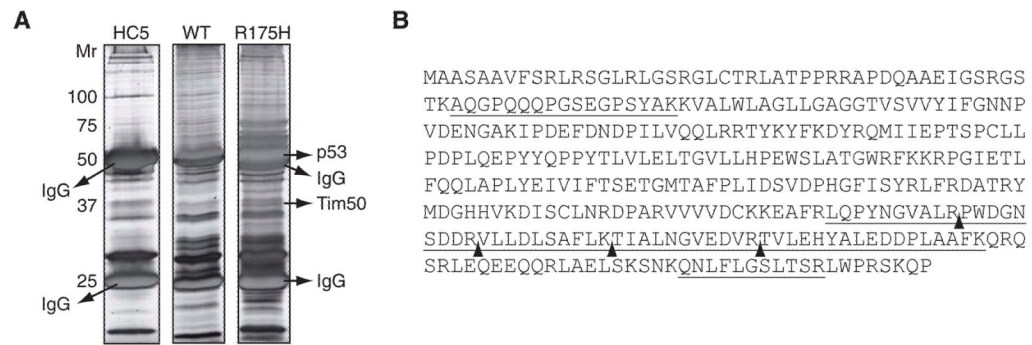 A
HC5 WT R175H
Mr
100
75
50
37
25
IgG
IgG
p53
IgG
Tim50
IgG
B
MAASAAVFSRLRSGLRLGSRGLCTRLATPPRRAPDQAAEIGSRGS
TKAQGPQQQPGSEGPSYAKKVALWLAGLLGAGGTVSVVYIFGNNP
VDENGAKIPDEFDNDPILVQQLRRTYKYFKDYRQMIIEPTSPCLL
PDPLQEPYYQPPYTLVLELTGVLLHPEWSLATGWRFKKRPGIETL
FQQLAPLYEIVIFTSETGMTAFPLIDSVDPHGFISYRLFRDATRY
MDGHHVKDISCLNRDPARVVVVDCKKEAFRLQPYNGVALRPWDGN
SDDRVLLDLSAFLKTIALNGVEDVRTVLEHYALEDDPLAAFKQRQ
SRLEQEEQQRLAELSKSNKQNLFLGSLTSRLWPRSKQP